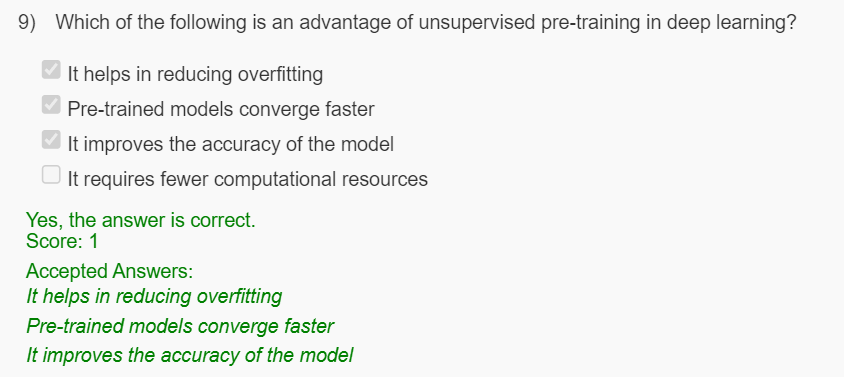 9) Which of the following is an advantage of unsupervised pre-training in deep learning?
It helps in reducing overfitting
Pre-trained models converge faster
It improves the accuracy of the model
It requires fewer computational resources
Yes, the answer is correct.
Score: 1
Accepted Answers:
It helps in reducing overfitting
Pre-trained models converge faster
It improves the accuracy of the model